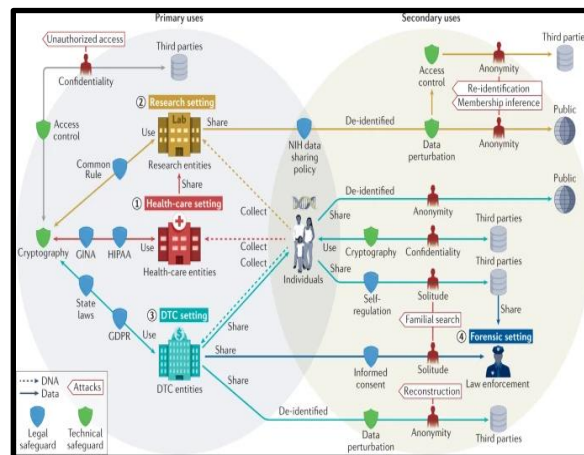 Primary uses
Secondary uses
Unauthorized access
Third parties
Confidentiality
Access
control
② Research setting
Lab
Use
Share
Research entities
Common
Rule
Share
① Health-care setting
Cryptography
GINA
HIPAA
Use
Health-care entities
Collect
Collect
Collect
State
laws
GDPR
Use
③ DTC setting
$
DTC entities
Share
Share
Share
NIH data
sharing
policy
Individuals
Third parties
Access
control
Anonymity
Re-identification
Membership inference
Public
De-identified
Data
perturbation
Anonymity
De-identified
Public
Share
Anonymity
Use
Cryptography
Confidentiality
Third parties
Share
Self-
regulation
Solitude
Third parties
Familial search
Share
④ Forensic setting
Informed
consent
Solitude
Law enforcement
Reconstruction
De-identified
Data
perturbation
Anonymity
Third parties
DNA
Data
Attacks
Legal
safeguard
Technical
safeguard